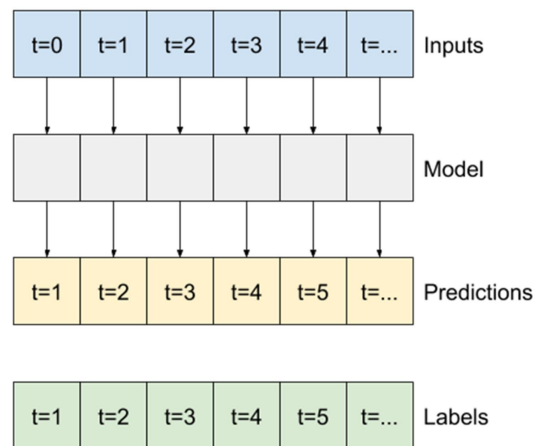 t=0 t=1 t=2 t=3 t=4 t=... Inputs
Model
t=1 t=2 t=3 t=4 t=5 t=... Predictions
t=1 t=2 t=3 t=4 t=5 t=... Labels